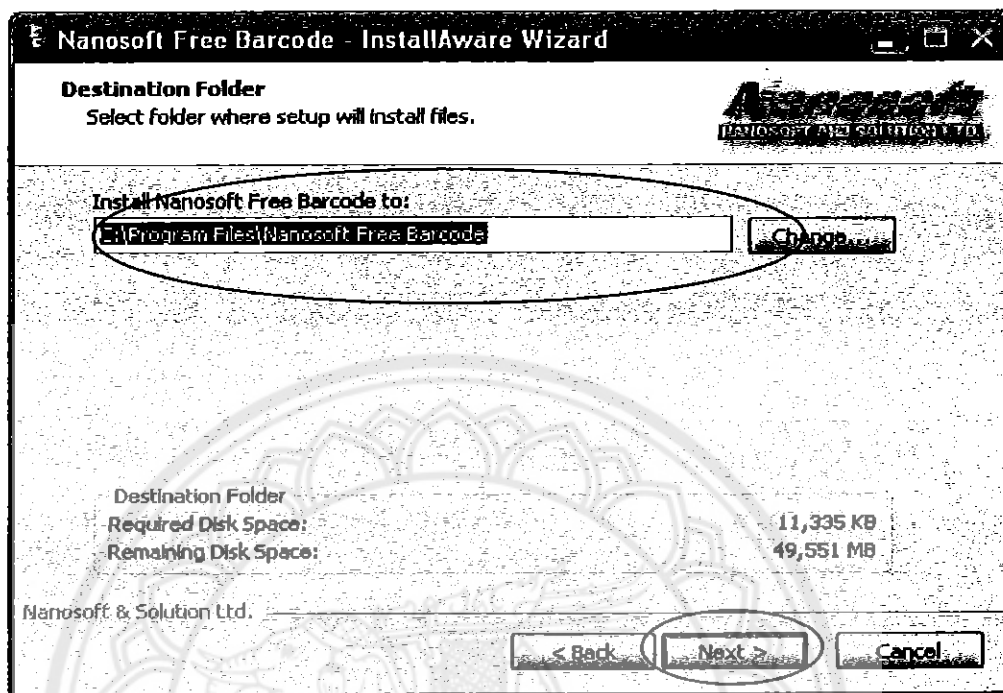 Nanosoft Free Barcode - InstallAware Wizard
Destination Folder
Select folder where setup will install files.
NANOSOFT AND SOLUTION LTD.
Install Nanosoft Free Barcode to:
\Program Files\Nanosoft Free Barcode
Change...
Destination Folder
Required Disk Space: 11,335 KB
Remaining Disk Space: 49,551 MB
Nanosoft & Solution Ltd.
< Back Next > Cancel